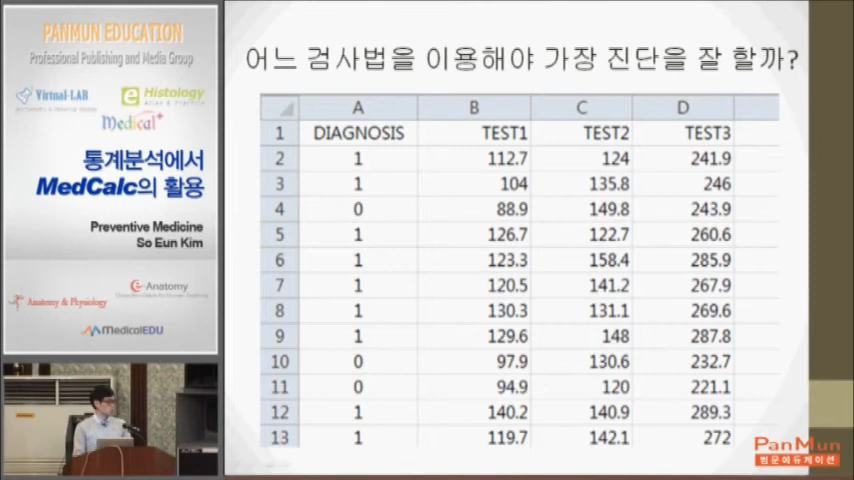 PANMUN EDUCATION
Professional Publishing and Media Group
Virtual-LAB
e Histology
Medical+
통계분석에서
MedCalc의 활용
Preventive Medicine
So Eun Kim
Anatomy & Physiology
e-Anatomy
MedicalEDU
어느 검사법을 이용해야 가장 진단을 잘 할까?
A B C D
1 DIAGNOSIS TEST1 TEST2 TEST3
2 1 112.7 124 241.9
3 1 104 135.8 246
4 0 88.9 149.8 243.9
5 1 126.7 122.7 260.6
6 1 123.3 158.4 285.9
7 1 120.5 141.2 267.9
8 1 130.3 131.1 269.6
9 1 129.6 148 287.8
10 0 97.9 130.6 232.7
11 0 94.9 120 221.1
12 1 140.2 140.9 289.3
13 1 119.7 142.1 272
PanMun
범문에듀케이션